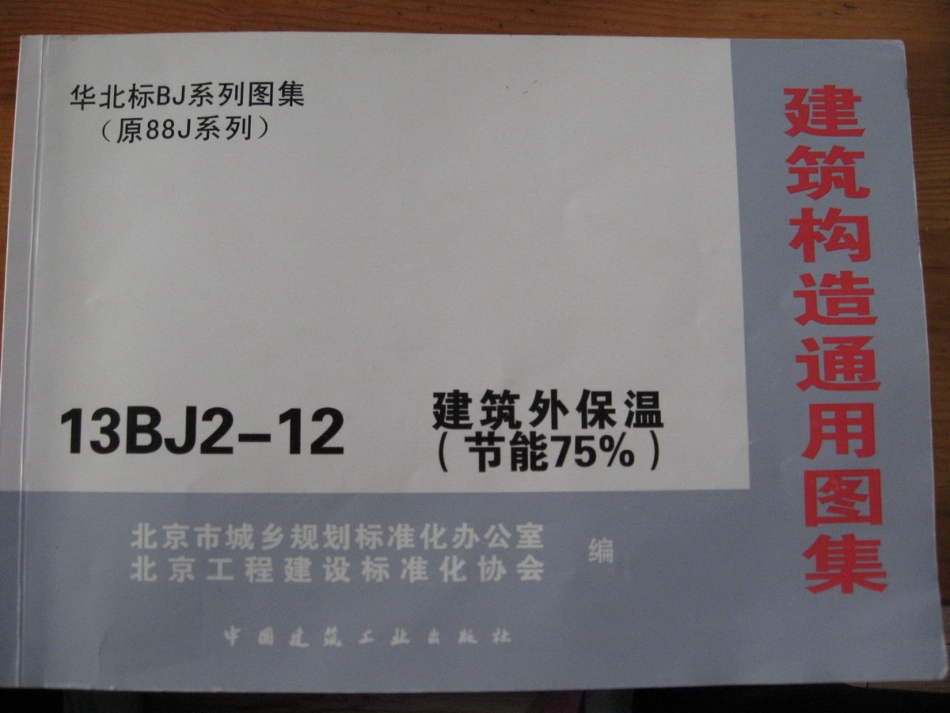 华北标BJ系列图集
（原88J系列）
建筑构造通用图集
13BJ2-12
建筑外保温
（节能75%）
北京市城乡规划标准化办公室
北京工程建设标准化协会
编
中国建筑工业出版社